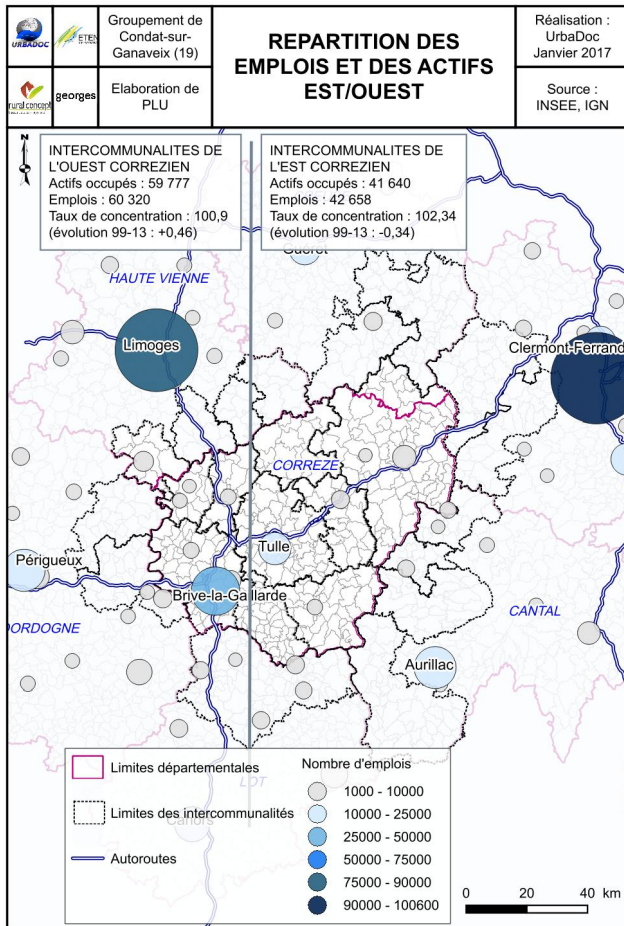 URBADOC
ETEN
Groupement de
Condat-sur-
Ganaveix (19)
REPARTITION DES
EMPLOIS ET DES ACTIFS
EST/OUEST
Réalisation :
UrbaDoc
Janvier 2017
rural concept
georges
Elaboration de
PLU
Source :
INSEE, IGN
N
INTERCOMMUNALITES DE
L'OUEST CORREZIEN
Actifs occupés : 59 777
Emplois : 60 320
Taux de concentration : 100,9
(évolution 99-13 : +0,46)
INTERCOMMUNALITES DE
L'EST CORREZIEN
Actifs occupés : 41 640
Emplois : 42 658
Taux de concentration : 102,34
(évolution 99-13 : -0,34)
Guéret
HAUTE VIENNE
Limoges
Clermont-Ferrand
CORREZE
Tulle
Périgueux
Brive-la-Gaillarde
DORDOGNE
CANTAL
Aurillac
LOT
Cahors
Limites départementales
Limites des intercommunalités
Autoroutes
Nombre d'emplois
1000 - 10000
10000 - 25000
25000 - 50000
50000 - 75000
75000 - 90000
90000 - 100600
0 20 40 km